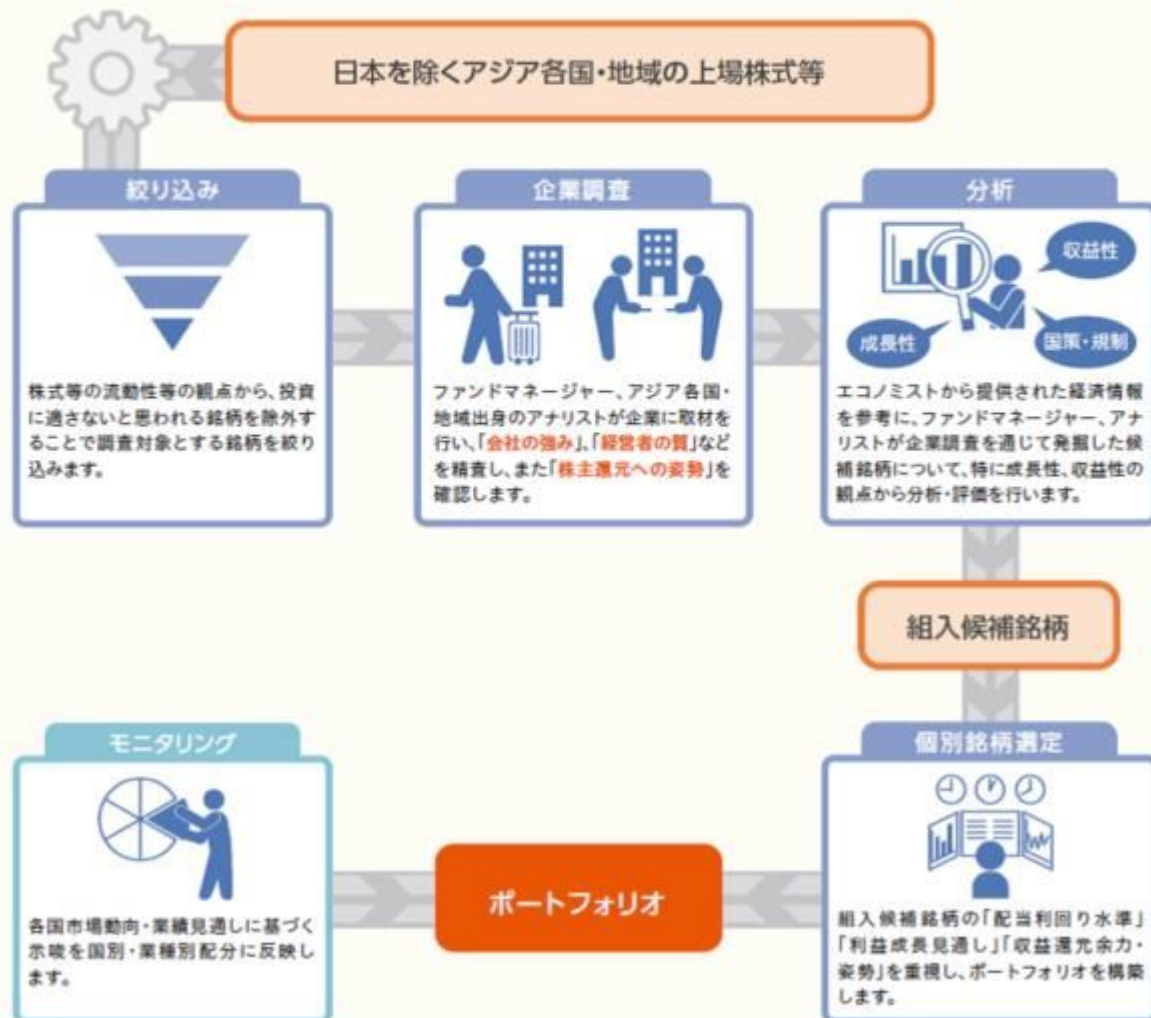 日本を除くアジア各国・地域の上場株式等
絞り込み
株式等の流動性等の観点から、投資
に適さないと思われる銘柄を除外す
ることで調査対象とする銘柄を絞り
込みます。
企業調査
ファンドマネージャー、アジア各国・
地域出身のアナリストが企業に取材を
行い、「会社の強み」、「経営者の質」など
を精査し、また「株主還元への姿勢」を
確認します。
分析
収益性
成長性
国策・規制
エコノミストから提供された経済情報
を参考に、ファンドマネージャー、アナ
リストが企業調査を通じて発掘した候
補銘柄について、特に成長性、収益性の
観点から分析・評価を行います。
組入候補銘柄
個別銘柄選定
組入候補銘柄の「配当利回り水準」
「利益成長見通し」「収益還元余力・
姿勢」を重視し、ポートフォリオを構築
します。
ポートフォリオ
モニタリング
各国市場動向・業績見通しに基づく
示唆を国別・業種別配分に反映し
ます。